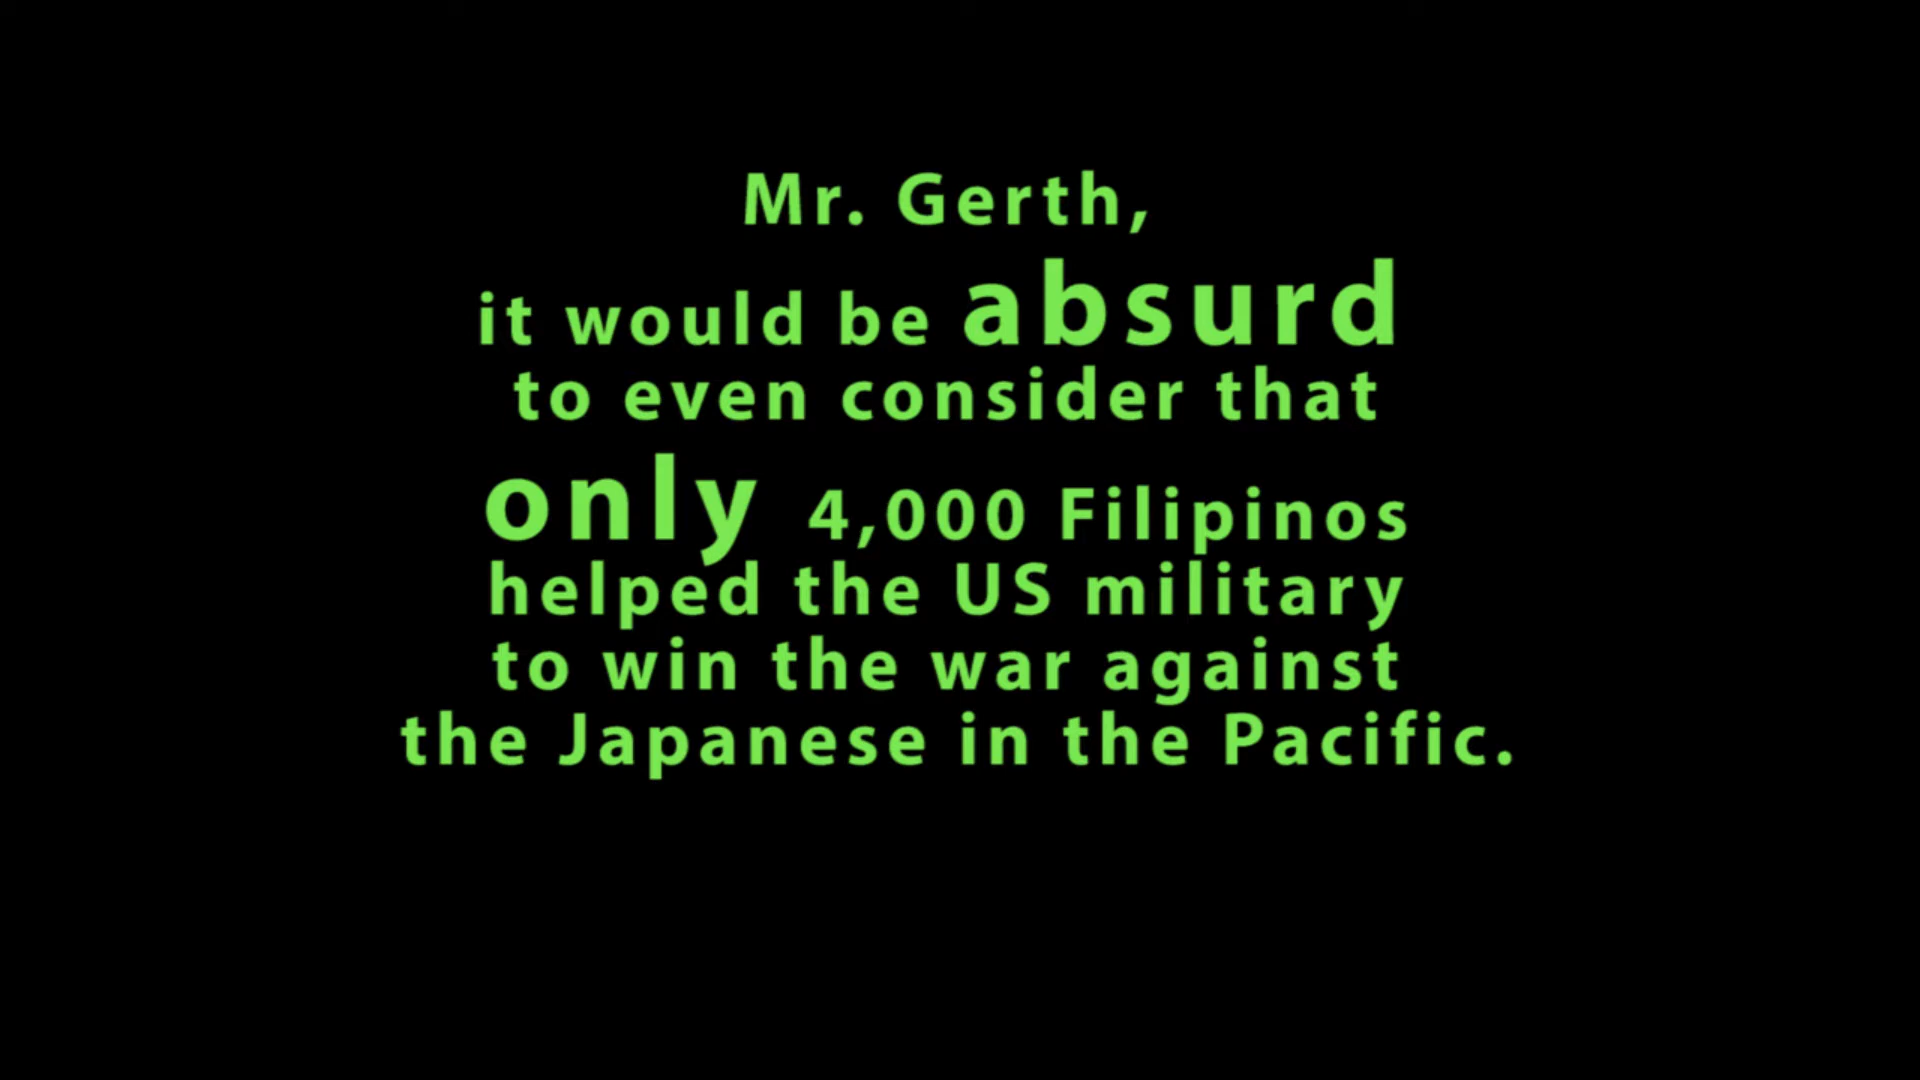 Mr. Gerth,
it would be absurd
to even consider that
only 4,000 Filipinos
helped the US military
to win the war against
the Japanese in the Pacific.